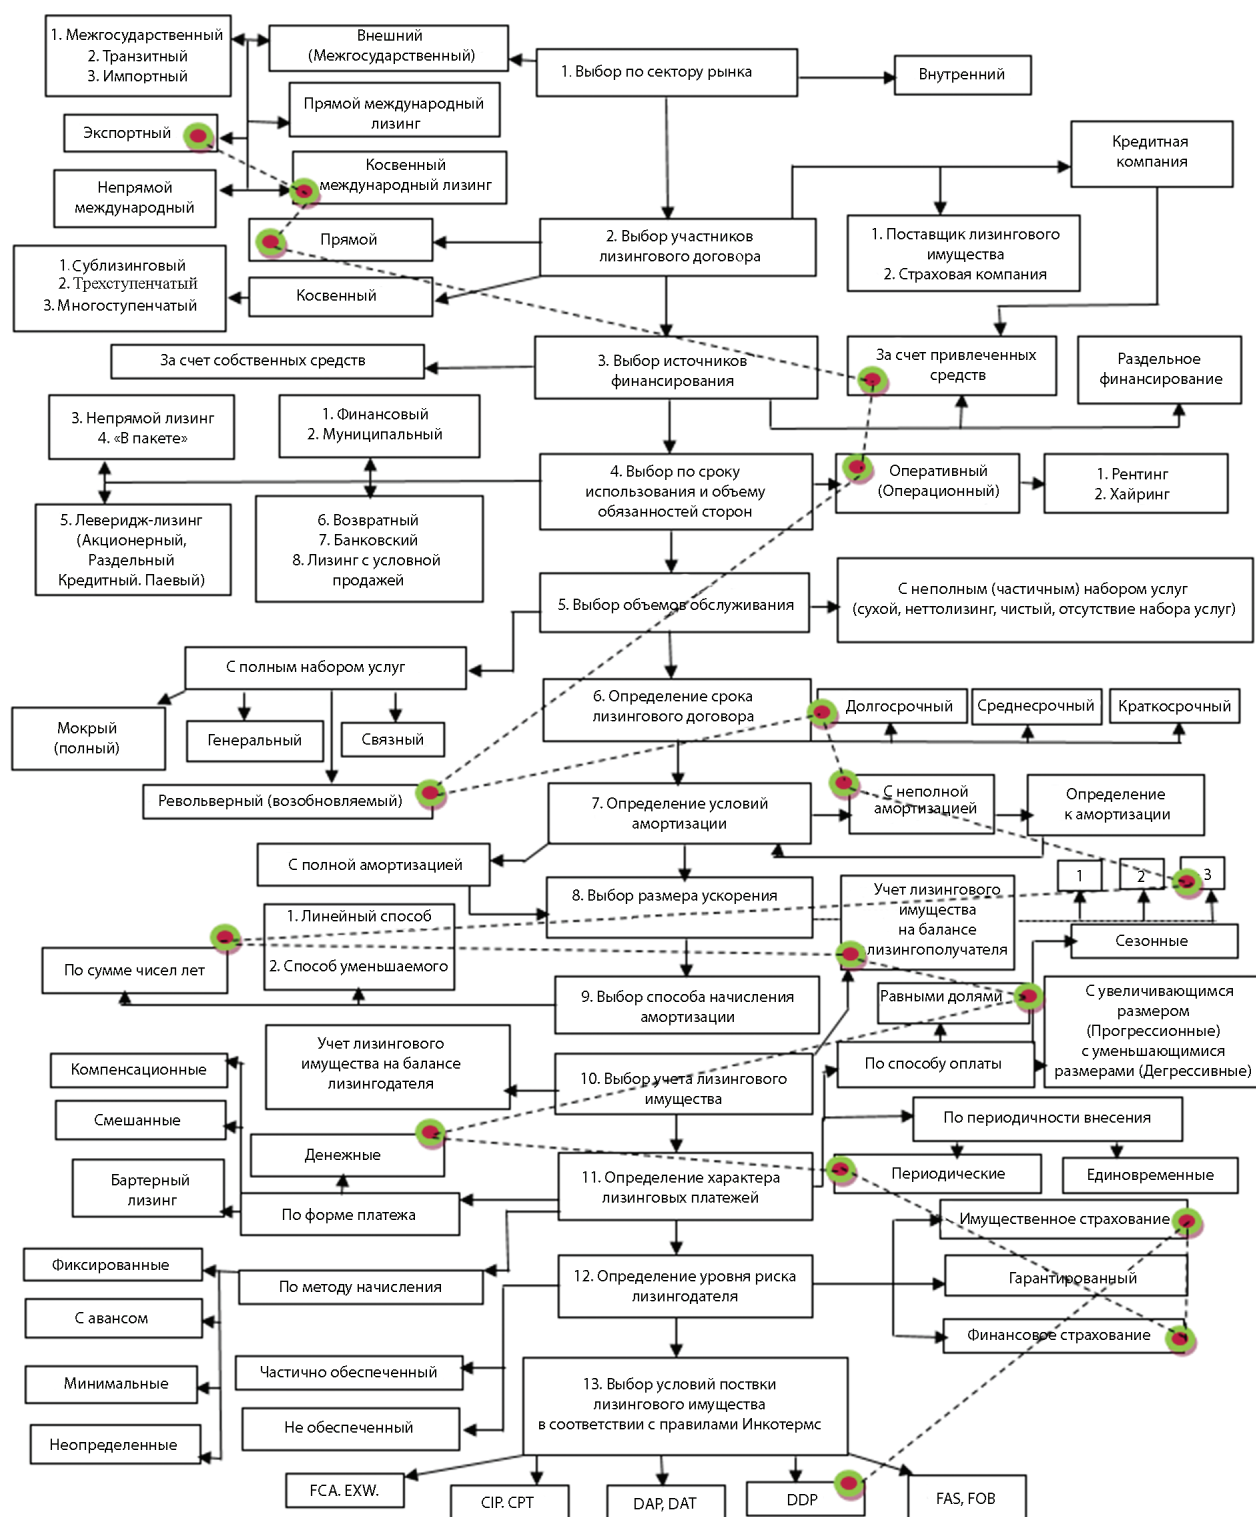 1. Межгосударственный
2. Транзитный
3. Импортный
Внешний
(Межгосударственный)
1. Выбор по сектору рынка
Внутренний
Прямой международный
лизинг
Экспортный
Косвенный
международный лизинг
Непрямой
международный
Кредитная
компания
Прямой
2. Выбор участников
лизингового договора
1. Поставщик лизингового
имущества
2. Страховая компания
1. Сублизинговый
2. Трехступенчатый
3. Многоступенчатый
Косвенный
За счет собственных средств
3. Выбор источников
финансирования
За счет привлеченных
средств
Раздельное
финансирование
3. Непрямой лизинг
4. «В пакете»
1. Финансовый
2. Муниципальный
4. Выбор по сроку
использования и объему
обязанностей сторон
Оперативный
(Операционный)
1. Рентинг
2. Хайринг
5. Леверидж-лизинг
(Акционерный,
Раздельный
Кредитный. Паевый)
6. Возвратный
7. Банковский
8. Лизинг с условной
продажей
5. Выбор объемов обслуживания
С неполным (частичным) набором услуг
(сухой, неттолизинг, чистый, отсутствие набора услуг)
С полным набором услуг
6. Определение срока
лизингового договора
Долгосрочный
Среднесрочный
Краткосрочный
Мокрый
(полный)
Генеральный
Связный
Револьверный (возобновляемый)
7. Определение условий
амортизации
С неполной
амортизацией
Определение
к амортизации
С полной амортизацией
8. Выбор размера ускорения
Учет лизингового
имущества
на балансе
лизингополучателя
1
2
3
1. Линейный способ
2. Способ уменьшаемого
По сумме чисел лет
Сезонные
9. Выбор способа начисления
амортизации
Равными долями
С увеличивающимся
размером
(Прогрессионные)
с уменьшающимися
размерами (Дегрессивные)
Учет лизингового
имущества на балансе
лизингодателя
Компенсационные
10. Выбор учета лизингового
имущества
По способу оплаты
Смешанные
По периодичности внесения
Денежные
Бартерный
лизинг
11. Определение характера
лизинговых платежей
Периодические
Единовременные
По форме платежа
Имущественное страхование
Фиксированные
По методу начисления
12. Определение уровня риска
лизингодателя
Гарантированный
С авансом
Финансовое страхование
Частично обеспеченный
Минимальные
13. Выбор условий поствки
лизингового имущества
в соответствии с правилами Инкотермс
Не обеспеченный
Неопределенные
FCA. EXW.
CIP. CPT
DAP, DAT
DDP
FAS, FOB